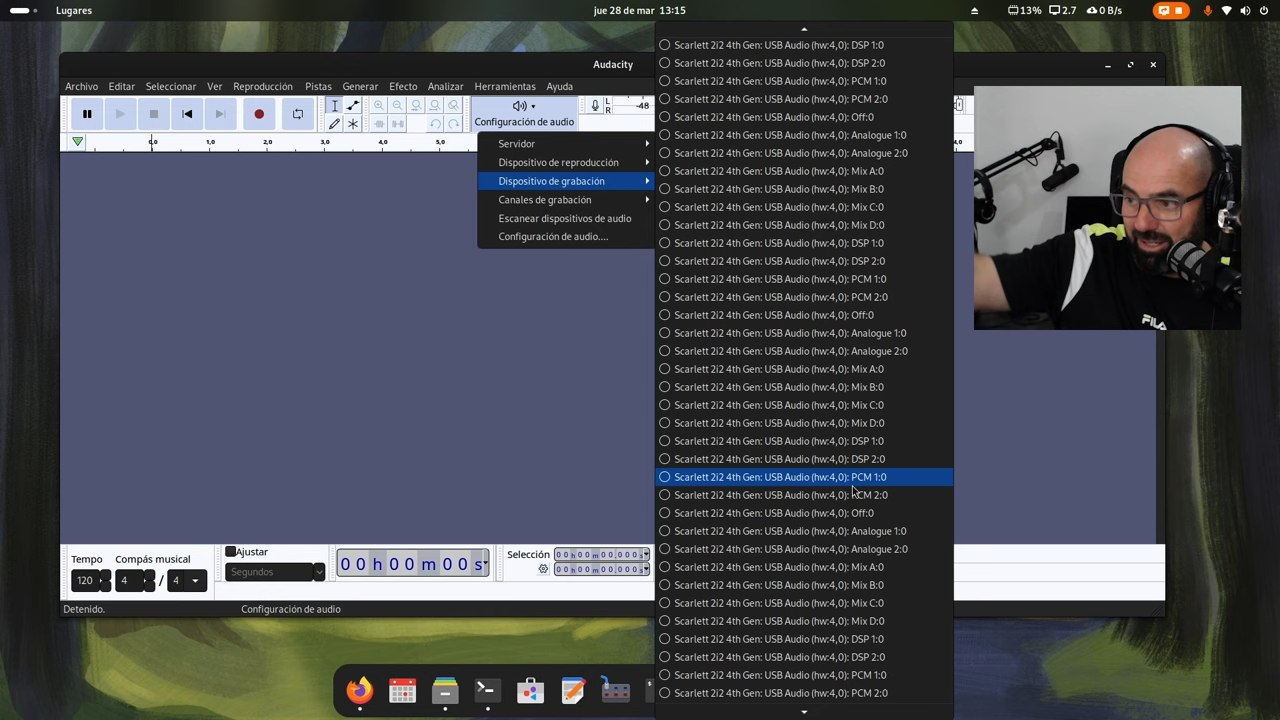 Lugares
jue 28 de mar 13:15
13%
2.7
0 B/s
Audacity
Archivo Editar Seleccionar Ver Reproducción Pistas Generar Efecto Analizar Herramientas Ayuda
Configuración de audio
L
R
-48
0,0 1,0 2,0 3,0 4,0 5,0
Servidor
Dispositivo de reproducción
Dispositivo de grabación
Canales de grabación
Escanear dispositivos de audio
Configuración de audio....
Scarlett 2i2 4th Gen: USB Audio (hw:4,0): DSP 1:0
Scarlett 2i2 4th Gen: USB Audio (hw:4,0): DSP 2:0
Scarlett 2i2 4th Gen: USB Audio (hw:4,0): PCM 1:0
Scarlett 2i2 4th Gen: USB Audio (hw:4,0): PCM 2:0
Scarlett 2i2 4th Gen: USB Audio (hw:4,0): Off:0
Scarlett 2i2 4th Gen: USB Audio (hw:4,0): Analogue 1:0
Scarlett 2i2 4th Gen: USB Audio (hw:4,0): Analogue 2:0
Scarlett 2i2 4th Gen: USB Audio (hw:4,0): Mix A:0
Scarlett 2i2 4th Gen: USB Audio (hw:4,0): Mix B:0
Scarlett 2i2 4th Gen: USB Audio (hw:4,0): Mix C:0
Scarlett 2i2 4th Gen: USB Audio (hw:4,0): Mix D:0
Scarlett 2i2 4th Gen: USB Audio (hw:4,0): DSP 1:0
Scarlett 2i2 4th Gen: USB Audio (hw:4,0): DSP 2:0
Scarlett 2i2 4th Gen: USB Audio (hw:4,0): PCM 1:0
Scarlett 2i2 4th Gen: USB Audio (hw:4,0): PCM 2:0
Scarlett 2i2 4th Gen: USB Audio (hw:4,0): Off:0
Scarlett 2i2 4th Gen: USB Audio (hw:4,0): Analogue 1:0
Scarlett 2i2 4th Gen: USB Audio (hw:4,0): Analogue 2:0
Scarlett 2i2 4th Gen: USB Audio (hw:4,0): Mix A:0
Scarlett 2i2 4th Gen: USB Audio (hw:4,0): Mix B:0
Scarlett 2i2 4th Gen: USB Audio (hw:4,0): Mix C:0
Scarlett 2i2 4th Gen: USB Audio (hw:4,0): Mix D:0
Scarlett 2i2 4th Gen: USB Audio (hw:4,0): DSP 1:0
Scarlett 2i2 4th Gen: USB Audio (hw:4,0): DSP 2:0
Scarlett 2i2 4th Gen: USB Audio (hw:4,0): PCM 1:0
Scarlett 2i2 4th Gen: USB Audio (hw:4,0): PCM 2:0
Scarlett 2i2 4th Gen: USB Audio (hw:4,0): Off:0
Scarlett 2i2 4th Gen: USB Audio (hw:4,0): Analogue 1:0
Scarlett 2i2 4th Gen: USB Audio (hw:4,0): Analogue 2:0
Scarlett 2i2 4th Gen: USB Audio (hw:4,0): Mix A:0
Scarlett 2i2 4th Gen: USB Audio (hw:4,0): Mix B:0
Scarlett 2i2 4th Gen: USB Audio (hw:4,0): Mix C:0
Scarlett 2i2 4th Gen: USB Audio (hw:4,0): Mix D:0
Scarlett 2i2 4th Gen: USB Audio (hw:4,0): DSP 1:0
Scarlett 2i2 4th Gen: USB Audio (hw:4,0): DSP 2:0
Scarlett 2i2 4th Gen: USB Audio (hw:4,0): PCM 1:0
Scarlett 2i2 4th Gen: USB Audio (hw:4,0): PCM 2:0
FILA
Tempo
120
Compás musical
4 / 4
Ajustar
Segundos
00 h 00 m 00 s
Selección
00 h 00 m 00,000 s
00 h 00 m 00,000 s
Detenido.
Configuración de audio